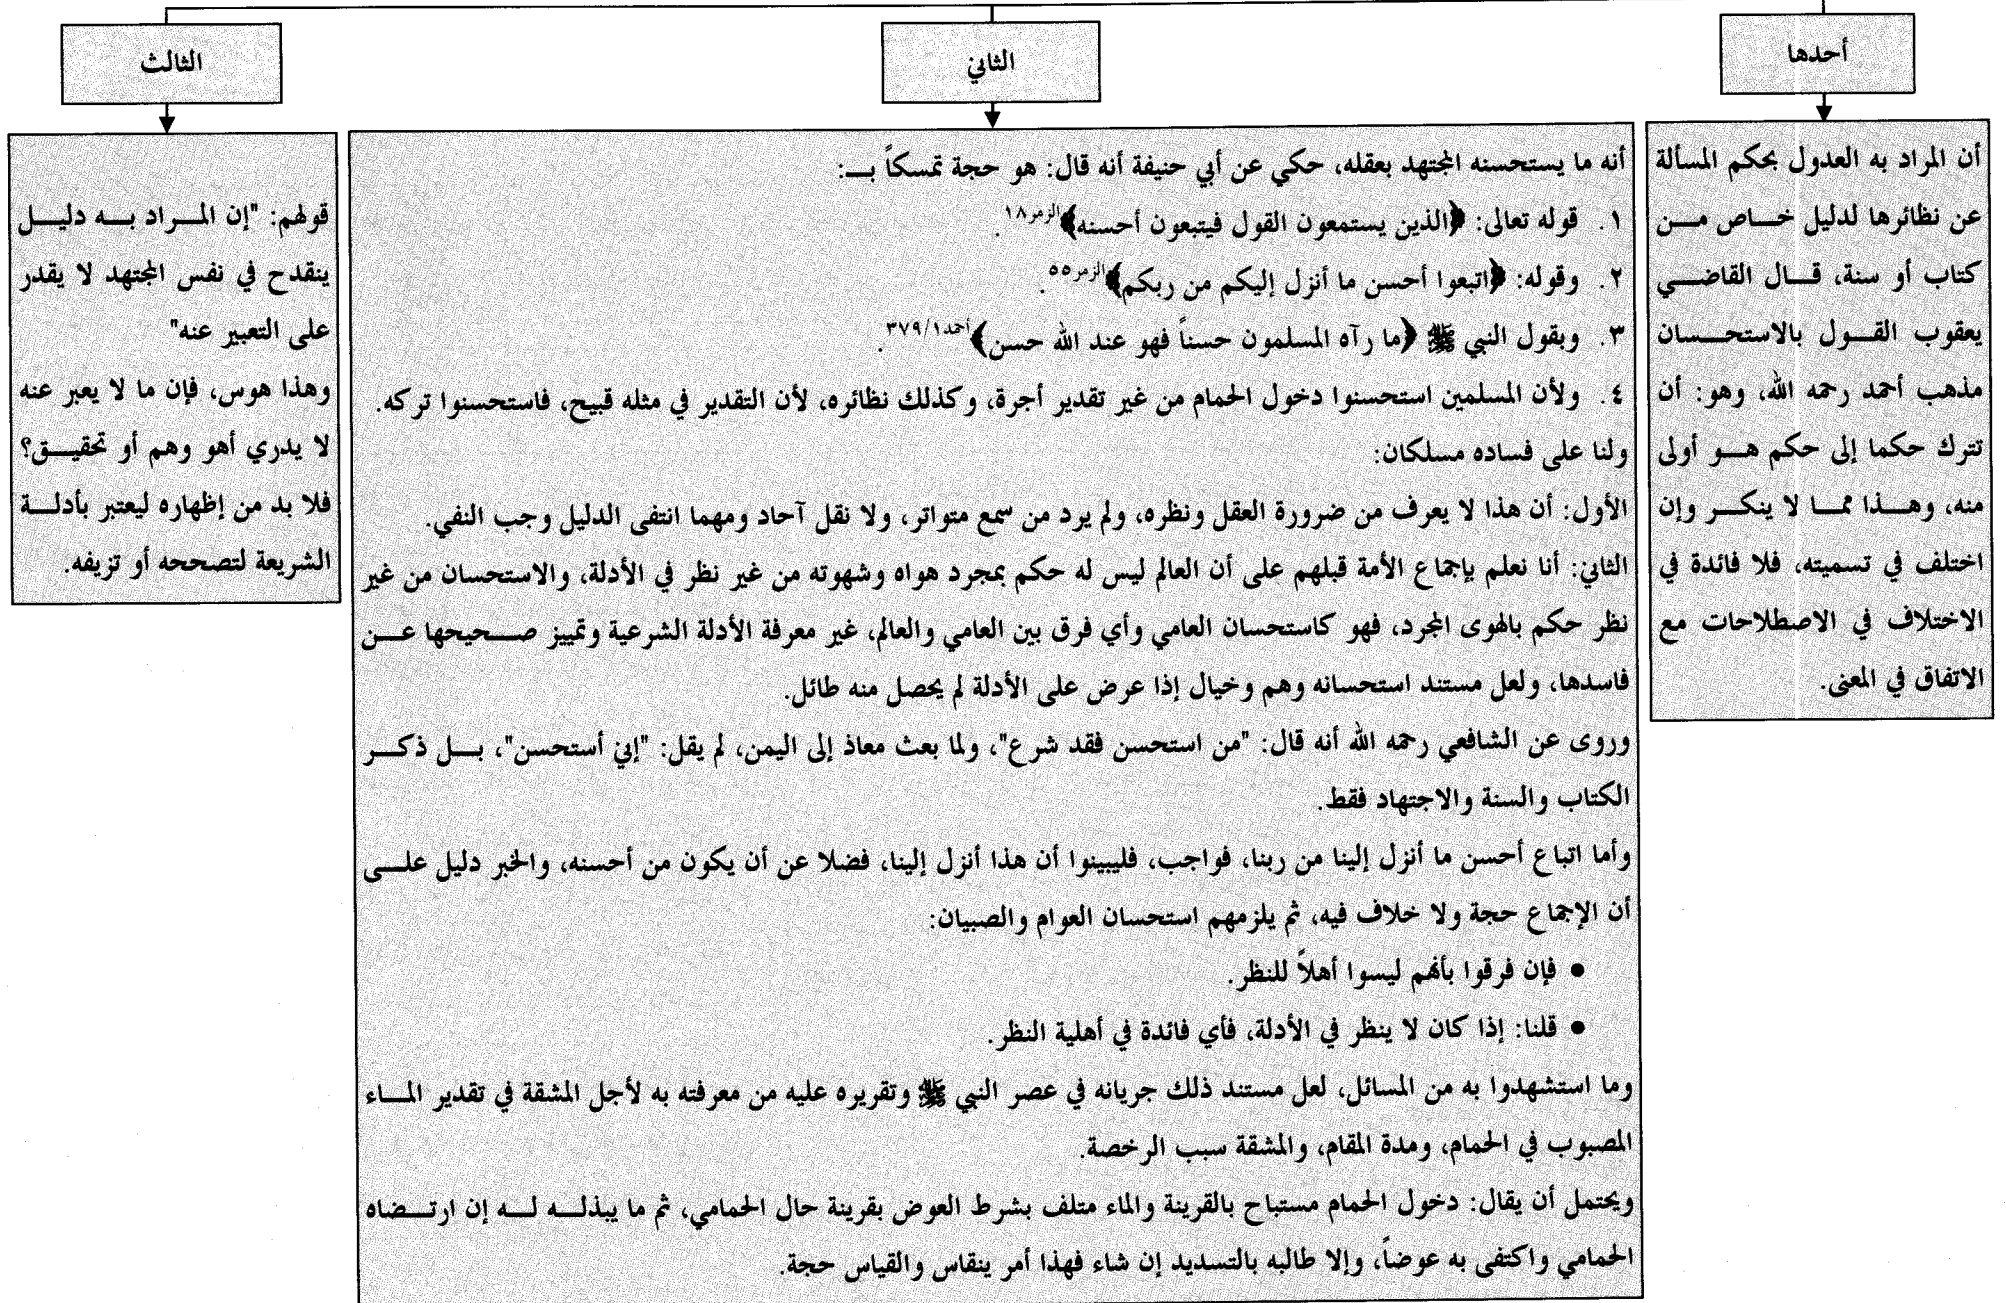 أحدها
أن المراد به العدول بحكم المسألة
عن نظائرها لدليل خاص من
كتاب أو سنة، قال القاضي
يعقوب القول بالاستحسان
مذهب أحمد رحمه الله، وهو: أن
تترك حكما إلى حكم هو أولى
منه، وهذا مما لا ينكر وإن
اختلف في تسميته، فلا فائدة في
الاختلاف في الاصطلاحات مع
الاتفاق في المعنى.
الثاني
أنه ما يستحسنه المجتهد بعقله، حكي عن أبي حنيفة أنه قال: هو حجة تمسكاً بــ:
١. قوله تعالى: ﴿الذين يستمعون القول فيتبعون أحسنه﴾الزمر١٨.
٢. وقوله: ﴿اتبعوا أحسن ما أنزل إليكم من ربكم﴾الزمر٥٥.
٣. وبقول النبي ﷺ ﴿ما رآه المسلمون حسناً فهو عند الله حسن﴾أحمد٣٧٩/١.
٤. ولأن المسلمين استحسنوا دخول الحمام من غير تقدير أجرة، وكذلك نظائره، لأن التقدير في مثله قبيح، فاستحسنوا تركه.
ولنا على فساده مسلكان:
الأول: أن هذا لا يعرف من ضرورة العقل ونظره، ولم يرد من سمع متواتر، ولا نقل آحاد ومهما انتفى الدليل وجب النفي.
الثاني: أنا نعلم بإجماع الأمة قبلهم على أن العالم ليس له حكم بمجرد هواه وشهوته من غير نظر في الأدلة، والاستحسان من غير
نظر حكم بالهوى المجرد، فهو كاستحسان العامي وأي فرق بين العامي والعالم، غير معرفة الأدلة الشرعية وتمييز صحيحها عن
فاسدها، ولعل مستند استحسانه وهم وخيال إذا عرض على الأدلة لم يحصل منه طائل.
وروى عن الشافعي رحمه الله أنه قال: "من استحسن فقد شرع"، ولما بعث معاذ إلى اليمن، لم يقل: "إني أستحسن"، بل ذكر
الكتاب والسنة والاجتهاد فقط.
وأما اتباع أحسن ما أنزل إلينا من ربنا، فواجب، فليبينوا أن هذا أنزل إلينا، فضلا عن أن يكون من أحسنه، والخبر دليل على
أن الإجماع حجة ولا خلاف فيه، ثم يلزمهم استحسان العوام والصبيان:
• فإن فرقوا بأنهم ليسوا أهلاً للنظر.
• قلنا: إذا كان لا ينظر في الأدلة، فأي فائدة في أهلية النظر.
وما استشهدوا به من المسائل، لعل مستند ذلك جريانه في عصر النبي ﷺ وتقريره عليه من معرفته به لأجل المشقة في تقدير الماء
المصبوب في الحمام، ومدة المقام، والمشقة سبب الرخصة.
ويحتمل أن يقال: دخول الحمام مستباح بالقرينة والماء متلف بشرط العوض بقرينة حال الحمامي، ثم ما يبذله له إن ارتضاه
الحمامي واكتفى به عوضاً، وإلا طالبه بالتسديد إن شاء فهذا أمر ينقاس والقياس حجة.
الثالث
قولهم: "إن المراد به دليل
ينقدح في نفس المجتهد لا يقدر
على التعبير عنه"
وهذا هوس، فإن ما لا يعبر عنه
لا يدري أهو وهم أو تحقيق؟
فلا بد من إظهاره ليعتبر بأدلة
الشريعة لتصححه أو تزيفه.